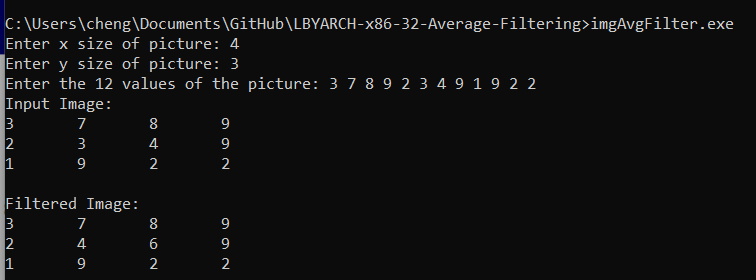 C:\Users\cheng\Documents\GitHub\LBYARCH-x86-32-Average-Filtering>imgAvgFilter.exe
Enter x size of picture: 4
Enter y size of picture: 3
Enter the 12 values of the picture: 3 7 8 9 2 3 4 9 1 9 2 2
Input Image:
3 7 8 9
2 3 4 9
1 9 2 2
Filtered Image:
3 7 8 9
2 4 6 9
1 9 2 2